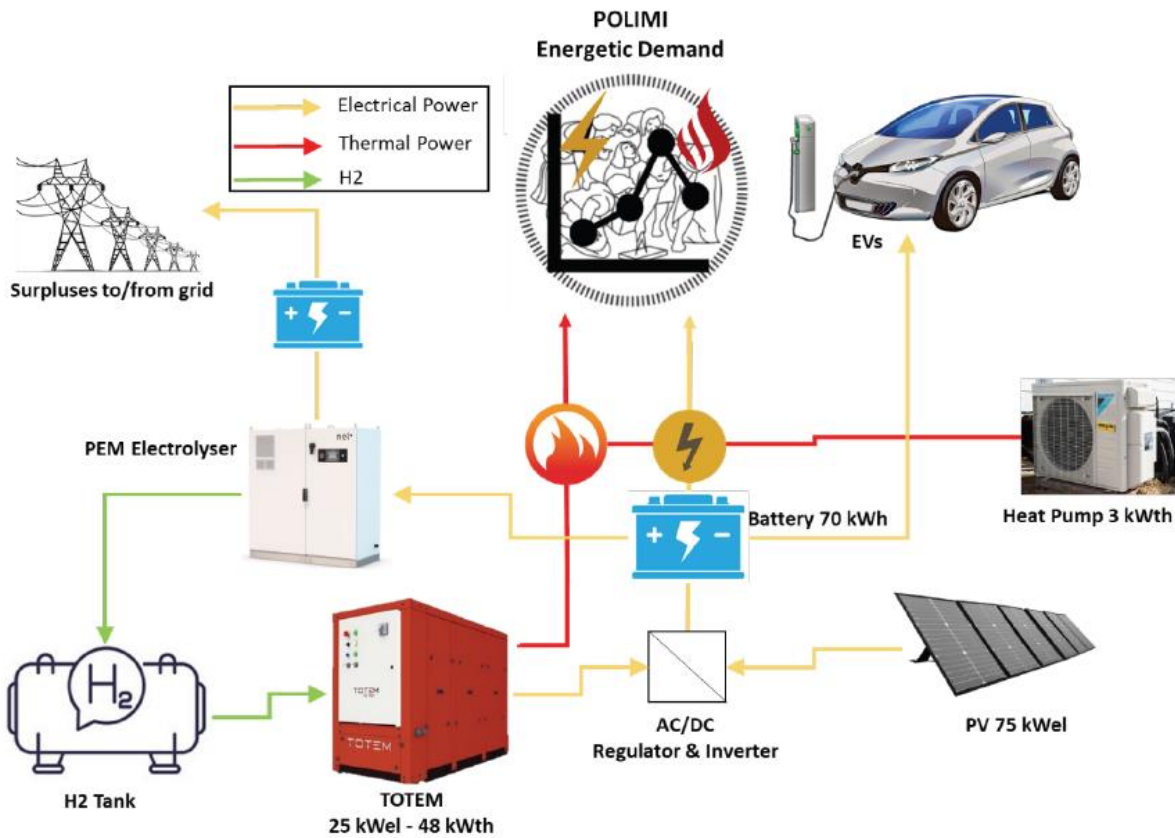 POLIMI
Energetic Demand
Electrical Power
Thermal Power
H2
Surpluses to/from grid
+ −
EVs
PEM Electrolyser
nel•
Battery 70 kWh
+ −
Heat Pump 3 kWth
H2
TOTEM
TOTEM
AC/DC
Regulator & Inverter
PV 75 kWel
H2 Tank
TOTEM
25 kWel - 48 kWth